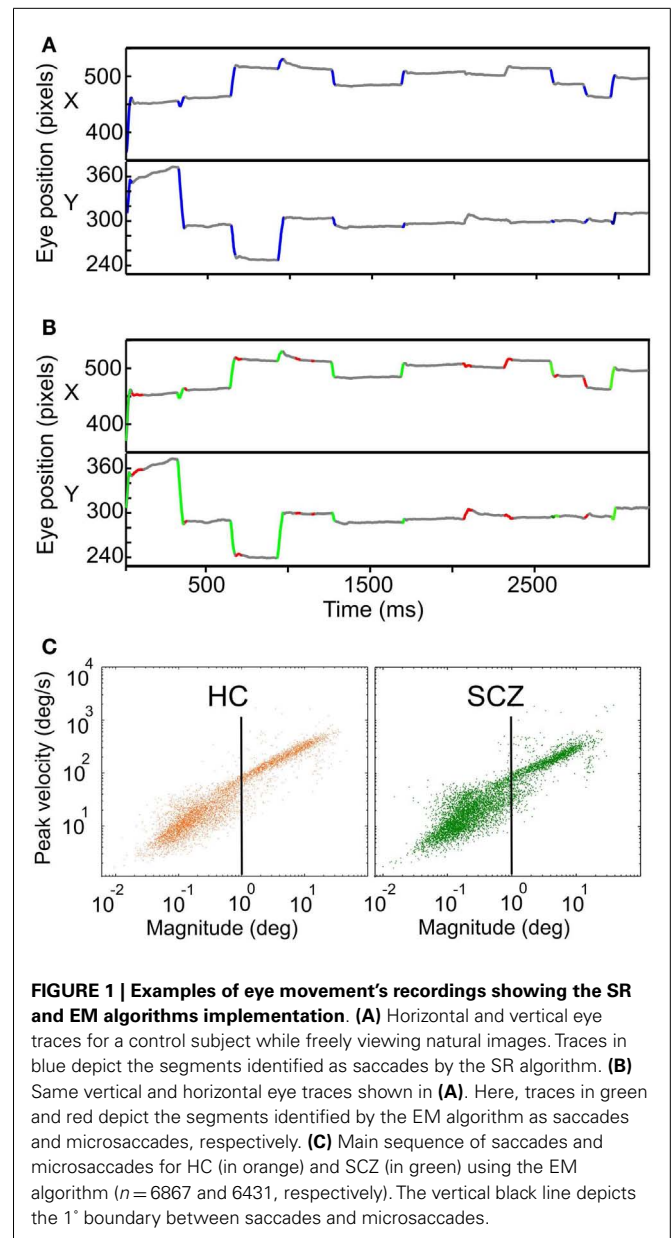 A
500
400
X
Eye position (pixels)
360
300
240
Y
B
500
400
X
Eye position (pixels)
360
300
240
Y
500 1500 2500
Time (ms)
C
10^4
10^3
10^2
10^1
Peak velocity (deg/s)
HC
SCZ
10^-2 10^-1 10^0 10^1
10^-2 10^-1 10^0 10^1
Magnitude (deg)
Magnitude (deg)
FIGURE 1 | Examples of eye movement's recordings showing the SR
and EM algorithms implementation. (A) Horizontal and vertical eye
traces for a control subject while freely viewing natural images. Traces in
blue depict the segments identified as saccades by the SR algorithm. (B)
Same vertical and horizontal eye traces shown in (A). Here, traces in green
and red depict the segments identified by the EM algorithm as saccades
and microsaccades, respectively. (C) Main sequence of saccades and
microsaccades for HC (in orange) and SCZ (in green) using the EM
algorithm (n = 6867 and 6431, respectively). The vertical black line depicts
the 1° boundary between saccades and microsaccades.